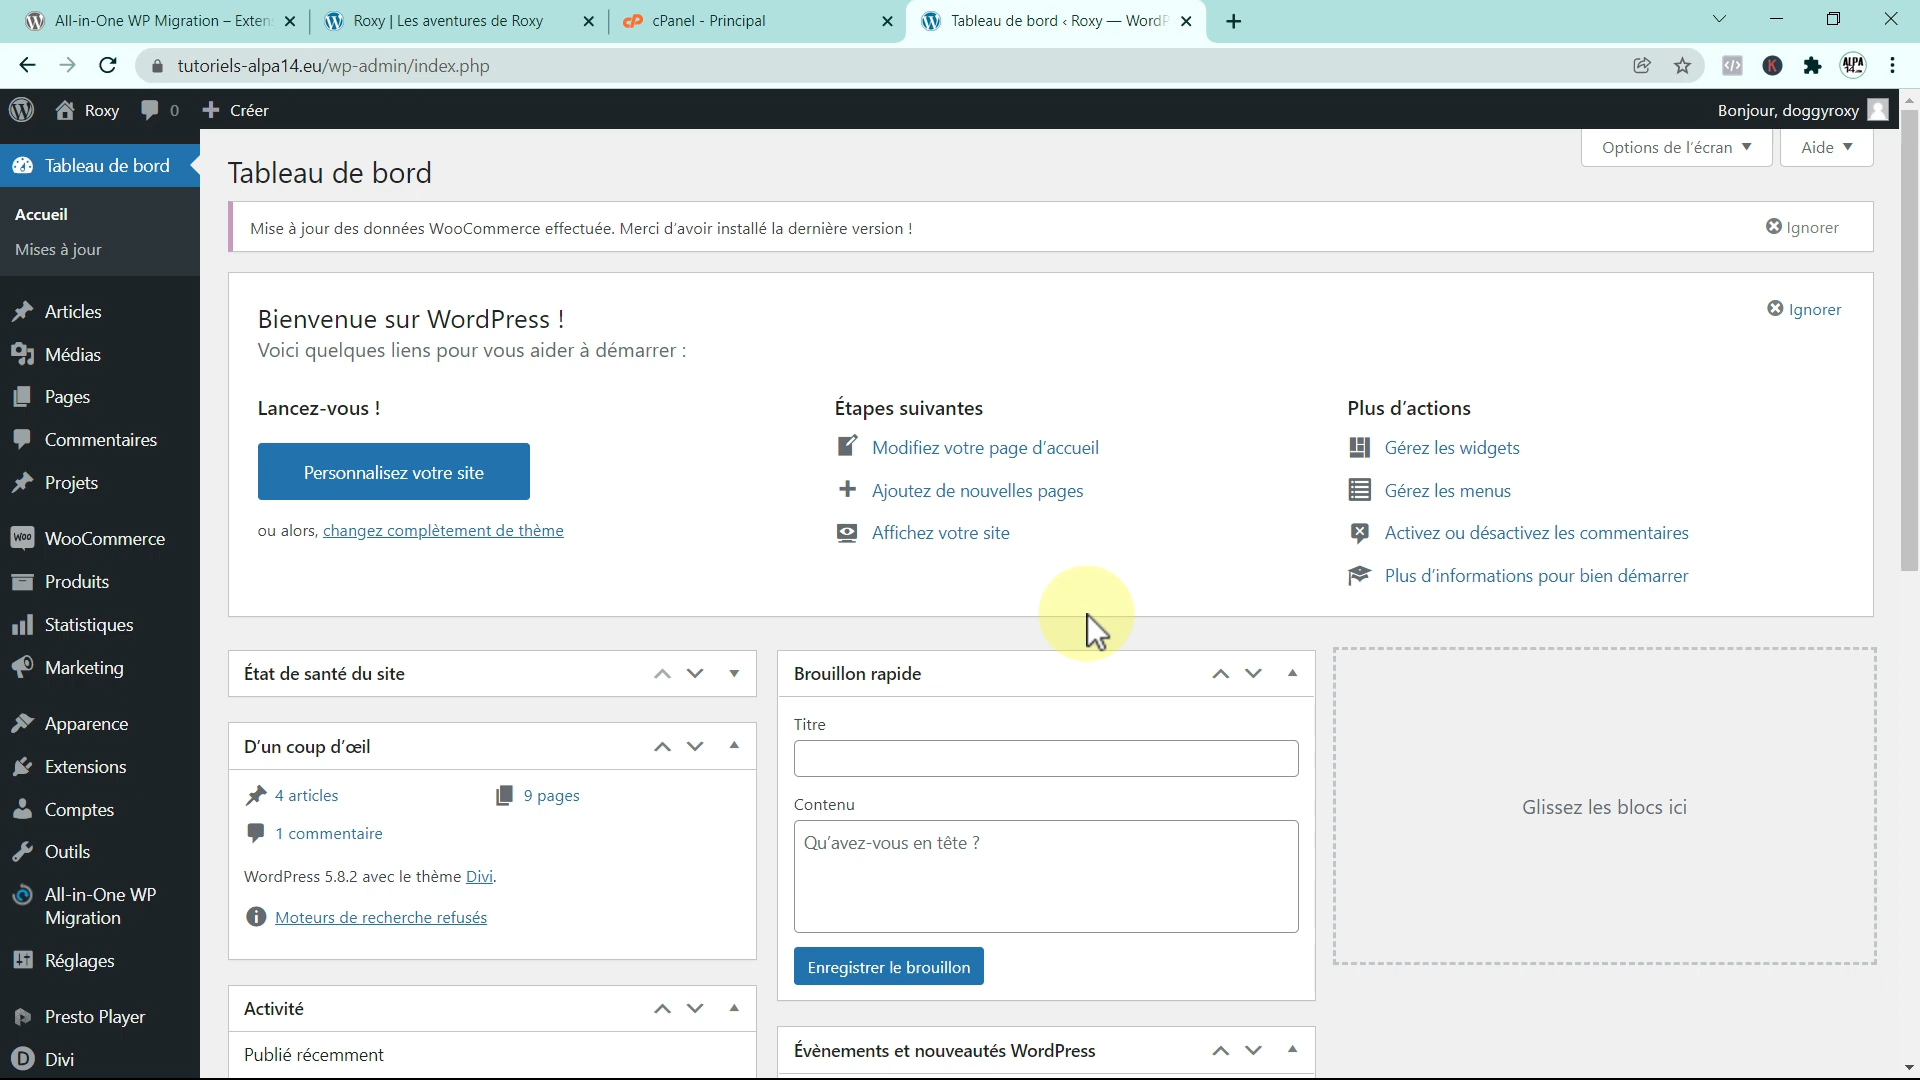 All-in-One WP Migration – Exten
Roxy | Les aventures de Roxy
cPanel - Principal
Tableau de bord ‹ Roxy — WordP
tutoriels-alpa14.eu/wp-admin/index.php
K
ALPA 14
Roxy
0
Créer
Bonjour, doggyroxy
Tableau de bord
Accueil
Mises à jour
Articles
Médias
Pages
Commentaires
Projets
Woo WooCommerce
Produits
Statistiques
Marketing
Apparence
Extensions
Comptes
Outils
All-in-One WP
Migration
Réglages
Presto Player
D Divi
Options de l'écran
Aide
Tableau de bord
Mise à jour des données WooCommerce effectuée. Merci d'avoir installé la dernière version !
Ignorer
Bienvenue sur WordPress !
Ignorer
Voici quelques liens pour vous aider à démarrer :
Lancez-vous !
Personnalisez votre site
ou alors, changez complètement de thème
Étapes suivantes
Modifiez votre page d'accueil
Ajoutez de nouvelles pages
Affichez votre site
Plus d'actions
Gérez les widgets
Gérez les menus
Activez ou désactivez les commentaires
Plus d'informations pour bien démarrer
État de santé du site
D'un coup d'œil
4 articles
9 pages
1 commentaire
WordPress 5.8.2 avec le thème Divi.
Moteurs de recherche refusés
Activité
Publié récemment
Brouillon rapide
Titre
Contenu
Qu'avez-vous en tête ?
Enregistrer le brouillon
Évènements et nouveautés WordPress
Glissez les blocs ici